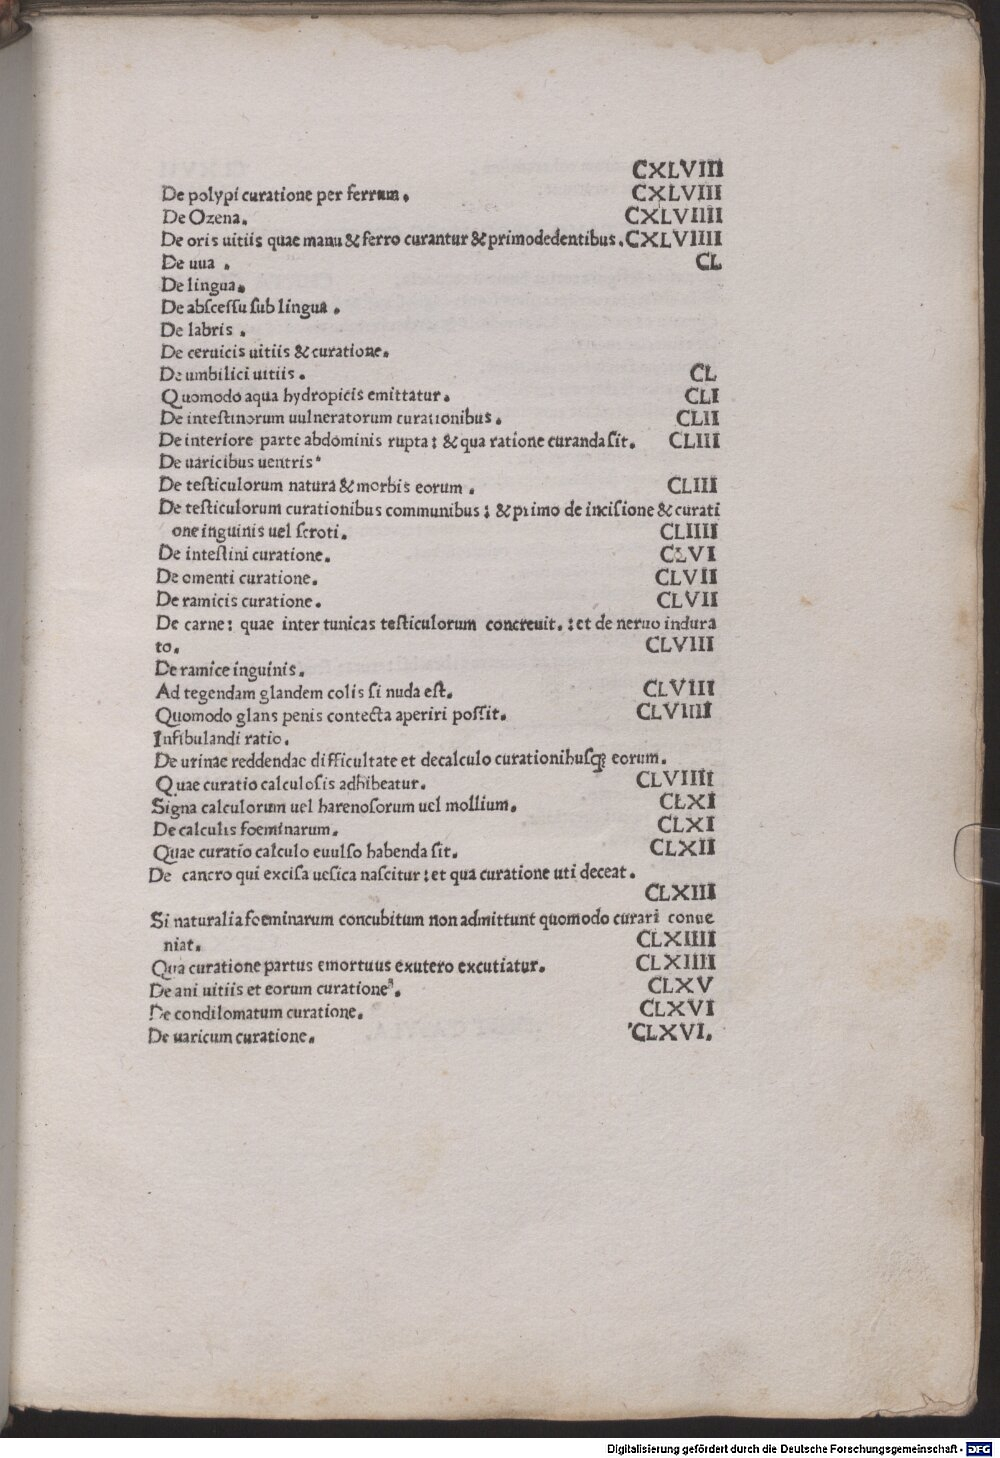 CXLVIII
De polypi curatione per ferrum. CXLVIII
De Ozena. CXLVIIII
De oris uitiis quae manu & ferro curantur & primodedentibus. CXLVIIII
De uua . CL
De lingua.
De abſceſſu ſub lingua .
De labris .
De ceruicis uitiis & curatione.
De umbilici uitiis . CL
Quomodo aqua hydropicis emittatur. CLI
De inteſtinorum uulneratorum curationibus . CLII
De interiore parte abdominis rupta: & qua ratione curanda ſit. CLIII
De uaricibus uentris
De teſticulorum natura & morbis eorum . CLIII
De teſticulorum curationibus communibus: & primo de inciſione & curati
one inguinis uel ſcroti. CLIIII
De inteſtini curatione. CLVI
De omenti curatione. CLVII
De ramicis curatione. CLVII
De carne: quae inter tunicas teſticulorum concreuit. : et de neruo indura
to. CLVIII
De ramice inguinis.
Ad tegendam glandem colis ſi nuda eſt. CLVIII
Quomodo glans penis contecta aperiri poſſit. CLVIIII
Infibulandi ratio.
De urinae reddendae difficultate et decalculo curationibuſq; eorum.
Quae curatio calculoſis adhibeatur. CLVIIII
Signa calculorum uel harenoſorum uel mollium. CLXI
De calculis foeminarum. CLXI
Quae curatio calculo euulſo habenda ſit. CLXII
De cancro qui exciſa ueſica naſcitur: et qua curatione uti deceat.
CLXIII
Si naturalia foeminarum concubitum non admittunt quomodo curari conue
niat. CLXIIII
Qua curatione partus emortuus exutero excutiatur. CLXIIII
De ani uitiis et eorum curatione. CLXV
De condilomatum curatione. CLXVI
De uaricum curatione. CLXVI.
Digitalisierung gefördert durch die Deutsche Forschungsgemeinschaft - DFG